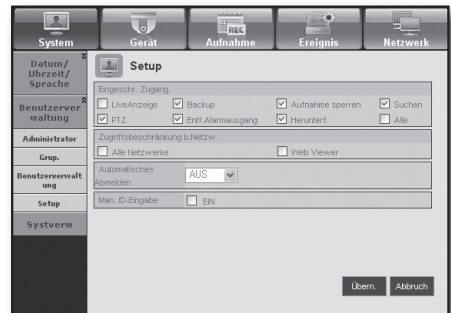 System Gerät Aufnahme Ereignis Netzwerk
Datum/
Uhrzeit/
Sprache
Benutzerver
waltung
Administrator
Grup.
Benutzerverwalt
ung
Setup
Systverw
Setup
Eingeschr. Zugang
LiveAnzeige Backup Aufnahme sperren Suchen
PTZ Entf.Alarmausgang Herunterf. Alle
Zugriffsbeschränkung b.Netzw.
Alle Netzwerke Web Viewer
Automatisches
Abmelden
AUS
Man. ID-Eingabe EIN
Übern. Abbruch